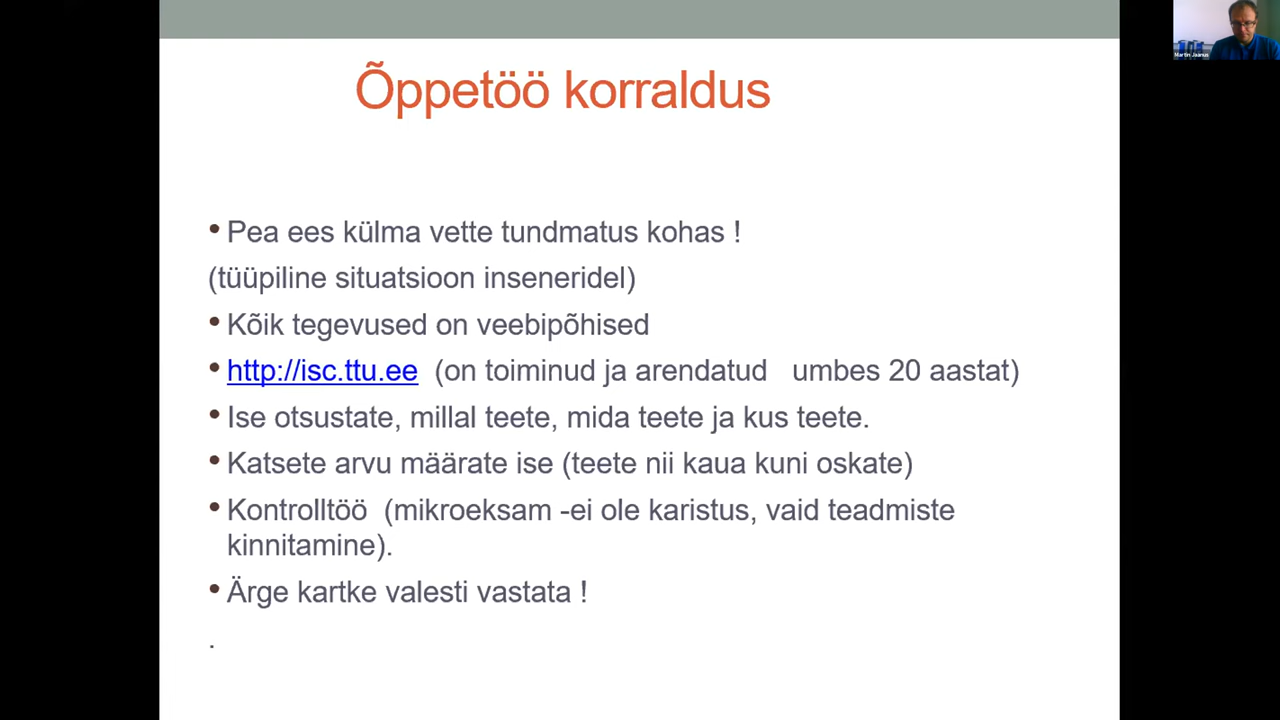 Õppetöö korraldus
Martin Jaanus
• Pea ees külma vette tundmatus kohas !
(tüüpiline situatsioon inseneridel)
• Kõik tegevused on veebipõhised
• http://isc.ttu.ee (on toiminud ja arendatud umbes 20 aastat)
• Ise otsustate, millal teete, mida teete ja kus teete.
• Katsete arvu määrate ise (teete nii kaua kuni oskate)
• Kontrolltöö (mikroeksam -ei ole karistus, vaid teadmiste
kinnitamine).
• Ärge kartke valesti vastata !
.